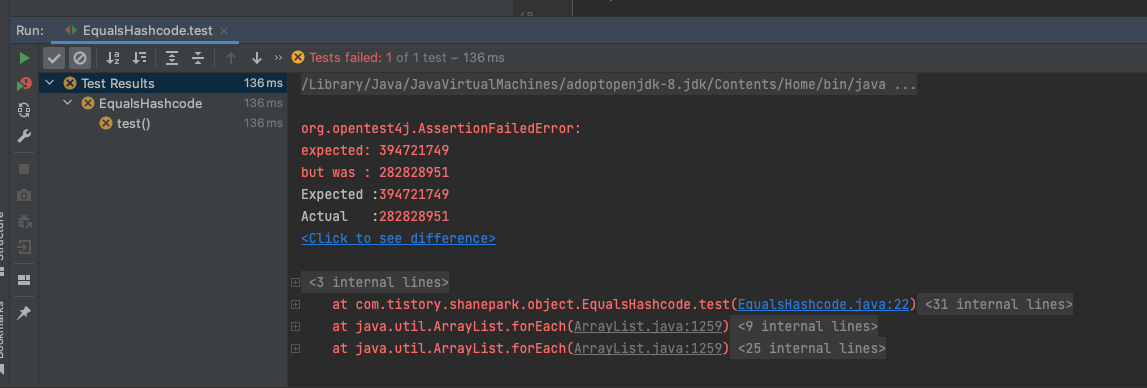 Run: EqualsHashcode.test ×
Tests failed: 1 of 1 test – 136 ms
Test Results 136 ms
EqualsHashcode 136 ms
test() 136 ms
/Library/Java/JavaVirtualMachines/adoptopenjdk-8.jdk/Contents/Home/bin/java ...
org.opentest4j.AssertionFailedError:
expected: 394721749
but was : 282828951
Expected :394721749
Actual   :282828951
<Click to see difference>
<3 internal lines>
at com.tistory.shanepark.object.EqualsHashcode.test(EqualsHashcode.java:22) <31 internal lines>
at java.util.ArrayList.forEach(ArrayList.java:1259) <9 internal lines>
at java.util.ArrayList.forEach(ArrayList.java:1259) <25 internal lines>
Structure